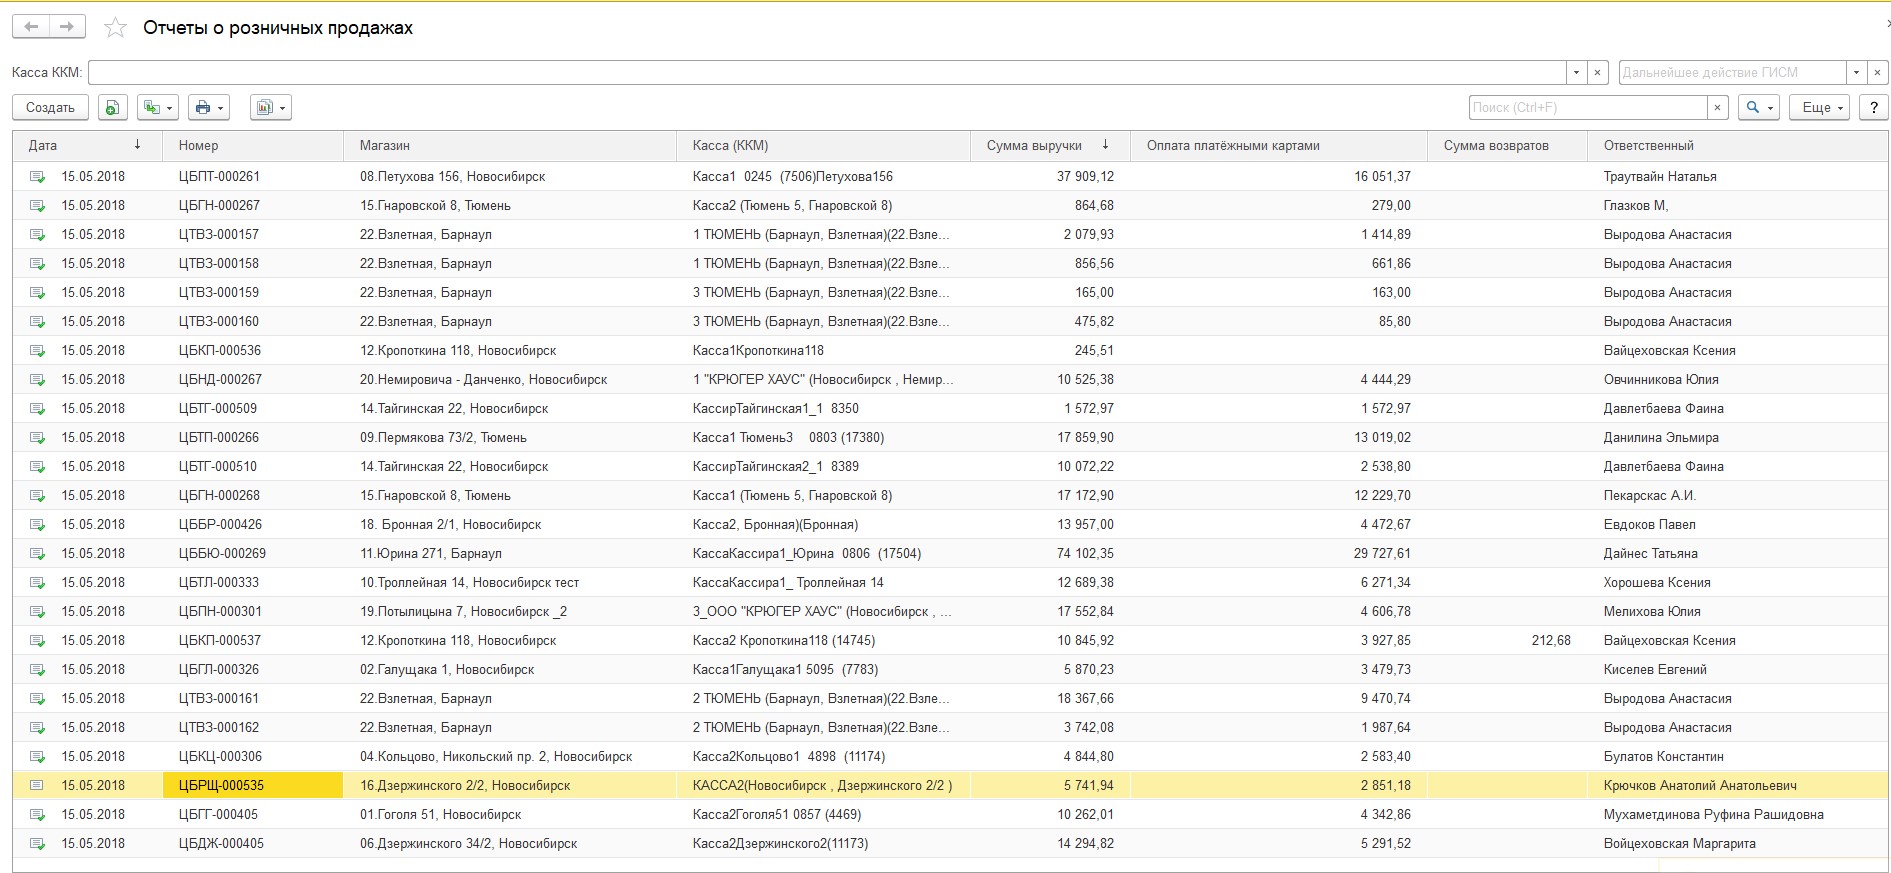 Отчеты о розничных продажах
Касса ККМ: Дальнейшее действие ГИСМ
Создать Поиск (Ctrl+F) × Еще ?
Дата ↓ Номер Магазин Касса (ККМ) Сумма выручки ↓ Оплата платёжными картами Сумма возвратов Ответственный
15.05.2018 ЦБПТ-000261 08.Петухова 156, Новосибирск Касса1 0245 (7506)Петухова156 37 909,12 16 051,37 Траутвайн Наталья
15.05.2018 ЦБГН-000267 15.Гнаровской 8, Тюмень Касса2 (Тюмень 5, Гнаровской 8) 864,68 279,00 Глазков М,
15.05.2018 ЦТВЗ-000157 22.Взлетная, Барнаул 1 ТЮМЕНЬ (Барнаул, Взлетная)(22.Взле... 2 079,93 1 414,89 Выродова Анастасия
15.05.2018 ЦТВЗ-000158 22.Взлетная, Барнаул 1 ТЮМЕНЬ (Барнаул, Взлетная)(22.Взле... 856,56 661,86 Выродова Анастасия
15.05.2018 ЦТВЗ-000159 22.Взлетная, Барнаул 3 ТЮМЕНЬ (Барнаул, Взлетная)(22.Взле... 165,00 163,00 Выродова Анастасия
15.05.2018 ЦТВЗ-000160 22.Взлетная, Барнаул 3 ТЮМЕНЬ (Барнаул, Взлетная)(22.Взле... 475,82 85,80 Выродова Анастасия
15.05.2018 ЦБКП-000536 12.Кропоткина 118, Новосибирск Касса1Кропоткина118 245,51 Вайцеховская Ксения
15.05.2018 ЦБНД-000267 20.Немировича - Данченко, Новосибирск 1 "КРЮГЕР ХАУС" (Новосибирск , Немир... 10 525,38 4 444,29 Овчинникова Юлия
15.05.2018 ЦБТГ-000509 14.Тайгинская 22, Новосибирск КассирТайгинская1_1 8350 1 572,97 1 572,97 Давлетбаева Фаина
15.05.2018 ЦБТП-000266 09.Пермякова 73/2, Тюмень Касса1 Тюмень3 0803 (17380) 17 859,90 13 019,02 Данилина Эльмира
15.05.2018 ЦБТГ-000510 14.Тайгинская 22, Новосибирск КассирТайгинская2_1 8389 10 072,22 2 538,80 Давлетбаева Фаина
15.05.2018 ЦБГН-000268 15.Гнаровской 8, Тюмень Касса1 (Тюмень 5, Гнаровской 8) 17 172,90 12 229,70 Пекарскас А.И.
15.05.2018 ЦББР-000426 18. Бронная 2/1, Новосибирск Касса2, Бронная)(Бронная) 13 957,00 4 472,67 Евдоков Павел
15.05.2018 ЦББЮ-000269 11.Юрина 271, Барнаул КассаКассира1_Юрина 0806 (17504) 74 102,35 29 727,61 Дайнес Татьяна
15.05.2018 ЦБТЛ-000333 10.Троллейная 14, Новосибирск тест КассаКассира1_ Троллейная 14 12 689,38 6 271,34 Хорошева Ксения
15.05.2018 ЦБПН-000301 19.Потылицына 7, Новосибирск _2 3_ООО "КРЮГЕР ХАУС" (Новосибирск , ... 17 552,84 4 606,78 Мелихова Юлия
15.05.2018 ЦБКП-000537 12.Кропоткина 118, Новосибирск Касса2 Кропоткина118 (14745) 10 845,92 3 927,85 212,68 Вайцеховская Ксения
15.05.2018 ЦБГЛ-000326 02.Галущака 1, Новосибирск Касса1Галущака1 5095 (7783) 5 870,23 3 479,73 Киселев Евгений
15.05.2018 ЦТВЗ-000161 22.Взлетная, Барнаул 2 ТЮМЕНЬ (Барнаул, Взлетная)(22.Взле... 18 367,66 9 470,74 Выродова Анастасия
15.05.2018 ЦТВЗ-000162 22.Взлетная, Барнаул 2 ТЮМЕНЬ (Барнаул, Взлетная)(22.Взле... 3 742,08 1 987,64 Выродова Анастасия
15.05.2018 ЦБКЦ-000306 04.Кольцово, Никольский пр. 2, Новосибирск Касса2Кольцово1 4898 (11174) 4 844,80 2 583,40 Булатов Константин
15.05.2018 ЦБРЩ-000535 16.Дзержинского 2/2, Новосибирск КАССА2(Новосибирск , Дзержинского 2/2 ) 5 741,94 2 851,18 Крючков Анатолий Анатольевич
15.05.2018 ЦБГГ-000405 01.Гоголя 51, Новосибирск Касса2Гоголя51 0857 (4469) 10 262,01 4 342,86 Мухаметдинова Руфина Рашидовна
15.05.2018 ЦБДЖ-000405 06.Дзержинского 34/2, Новосибирск Касса2Дзержинского2(11173) 14 294,82 5 291,52 Войцеховская Маргарита